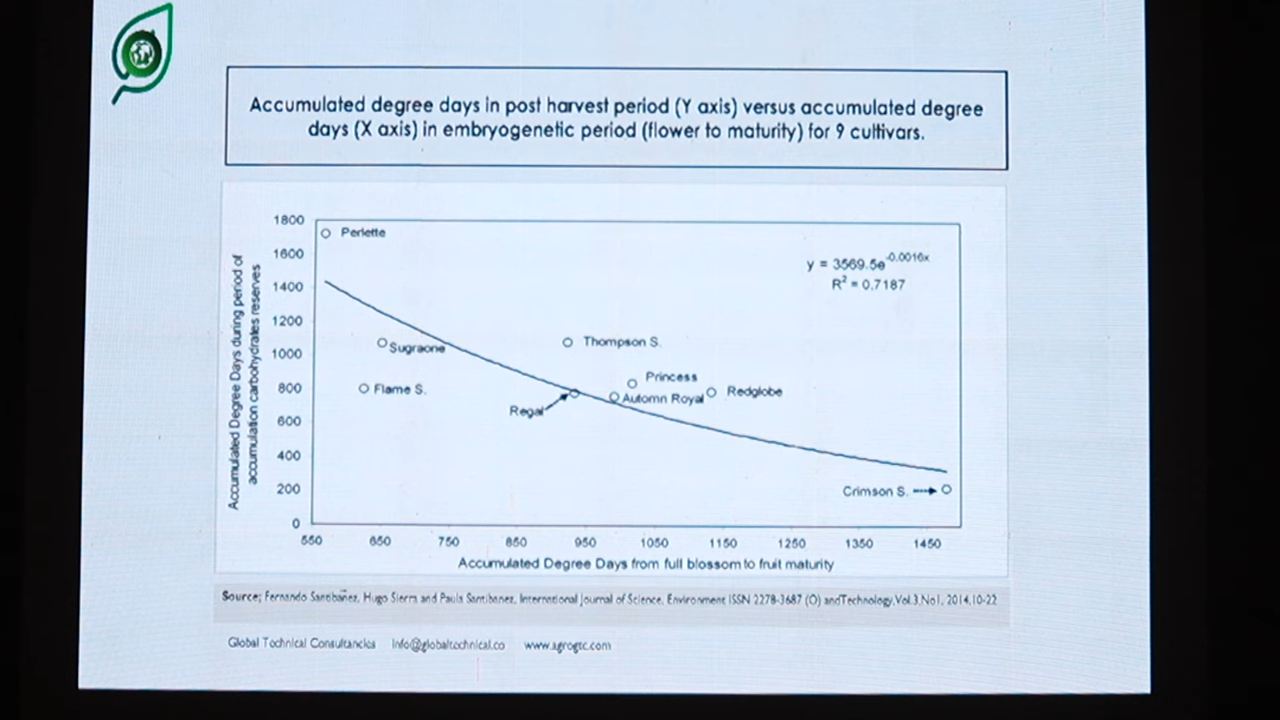 Accumulated degree days in post harvest period (Y axis) versus accumulated degree
days (X axis) in embryogenetic period (flower to maturity) for 9 cultivars.
Accumulated Degree Days during period of
accumulation carbohydrates reserves
1800
1600
1400
1200
1000
800
600
400
200
0
Perlette
y = 3569.5e^-0.0016x
R² = 0.7187
Sugraone
Thompson S.
Flame S.
Princess
Redglobe
Automn Royal
Regal
Crimson S.
550 650 750 850 950 1050 1150 1250 1350 1450
Accumulated Degree Days from full blossom to fruit maturity
Source; Fernando Santibañez, Hugo Sierra and Paula Santibanez, International Journal of Science, Environment ISSN 2278-3687 (O) andTechnology,Vol.3,No1, 2014,10-22
Global Technical Consultancies info@globaltechnical.co www.agrogtc.com